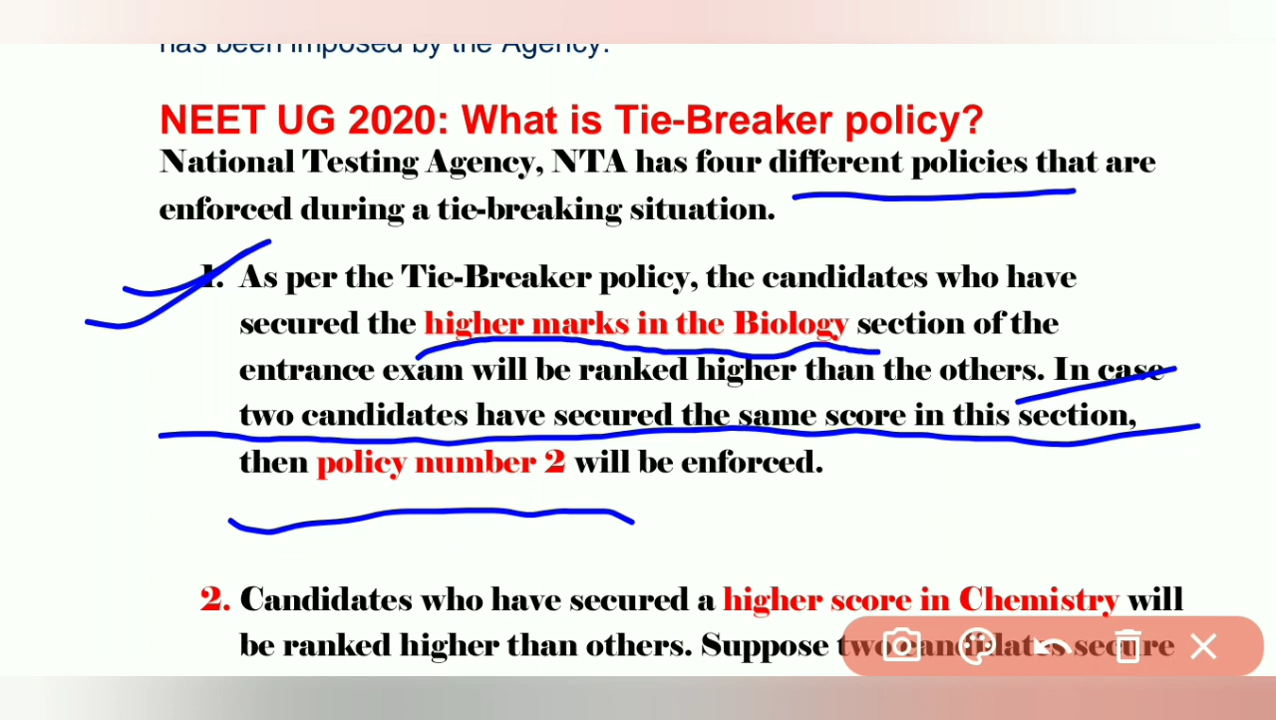 has been imposed by the Agency.
NEET UG 2020: What is Tie-Breaker policy?
National Testing Agency, NTA has four different policies that are
enforced during a tie-breaking situation.
1. As per the Tie-Breaker policy, the candidates who have
secured the higher marks in the Biology section of the
entrance exam will be ranked higher than the others. In case
two candidates have secured the same score in this section,
then policy number 2 will be enforced.
2. Candidates who have secured a higher score in Chemistry will
be ranked higher than others. Suppose two candidates secure